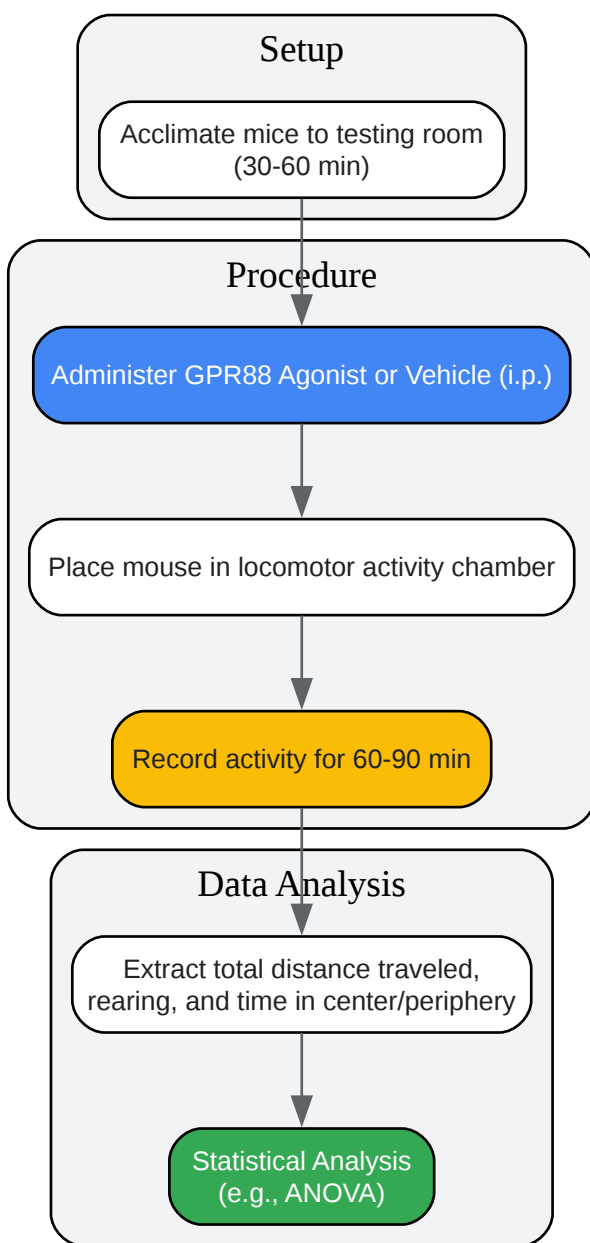 Setup
Acclimate mice to testing room
(30-60 min)
Procedure
Administer GPR88 Agonist or Vehicle (i.p.)
Place mouse in locomotor activity chamber
Record activity for 60-90 min
Data Analysis
Extract total distance traveled,
rearing, and time in center/periphery
Statistical Analysis
(e.g., ANOVA)